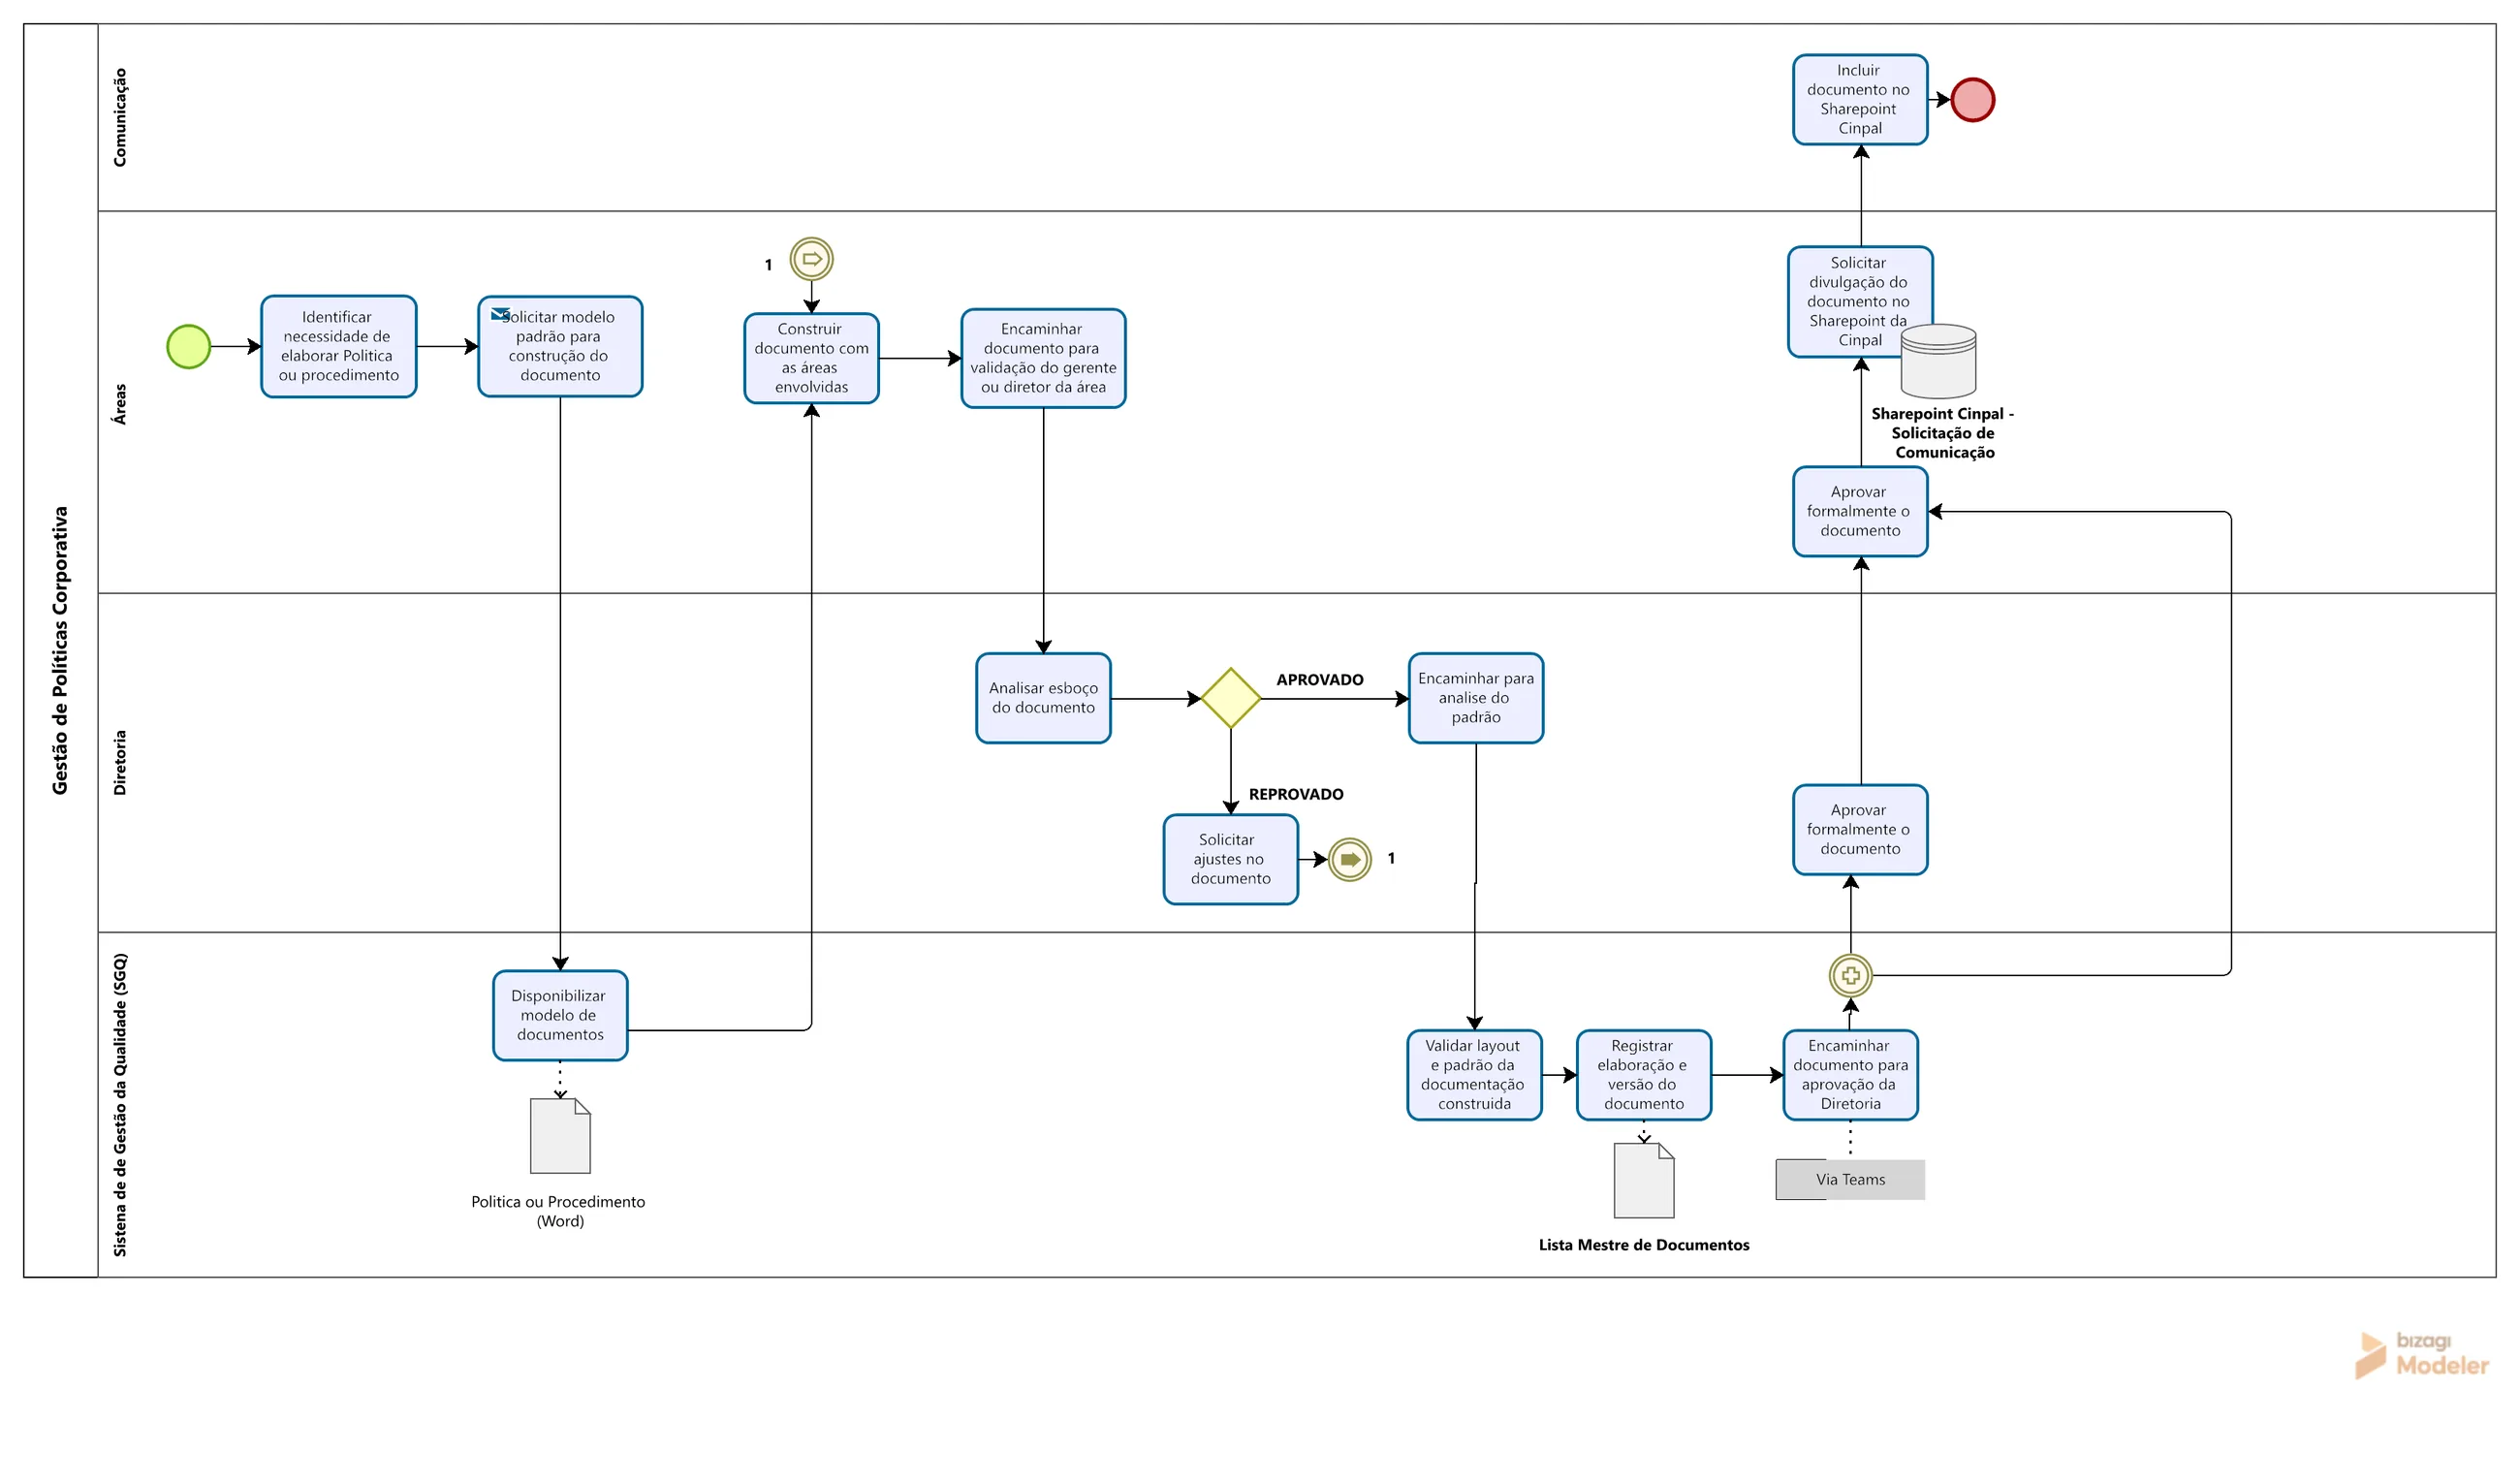 Gestão de Políticas Corporativa
Comunicação
Incluir
documento no
Sharepoint
Cinpal
Áreas
Identificar
necessidade de
elaborar Politica
ou procedimento
Solicitar modelo
padrão para
construção do
documento
1
Construir
documento com
as áreas
envolvidas
Encaminhar
documento para
validação do gerente
ou diretor da área
Solicitar
divulgação do
documento no
Sharepoint da
Cinpal
Sharepoint Cinpal -
Solicitação de
Comunicação
Aprovar
formalmente o
documento
Diretoria
Analisar esboço
do documento
APROVADO
Encaminhar para
analise do
padrão
REPROVADO
Solicitar
ajustes no
documento
1
Aprovar
formalmente o
documento
Sistena de Gestão da Qualidade (SGQ)
Disponibilizar
modelo de
documentos
Politica ou Procedimento
(Word)
Validar layout
e padrão da
documentação
construida
Registrar
elaboração e
versão do
documento
Lista Mestre de Documentos
Encaminhar
documento para
aprovação da
Diretoria
Via Teams
bizagi
Modeler